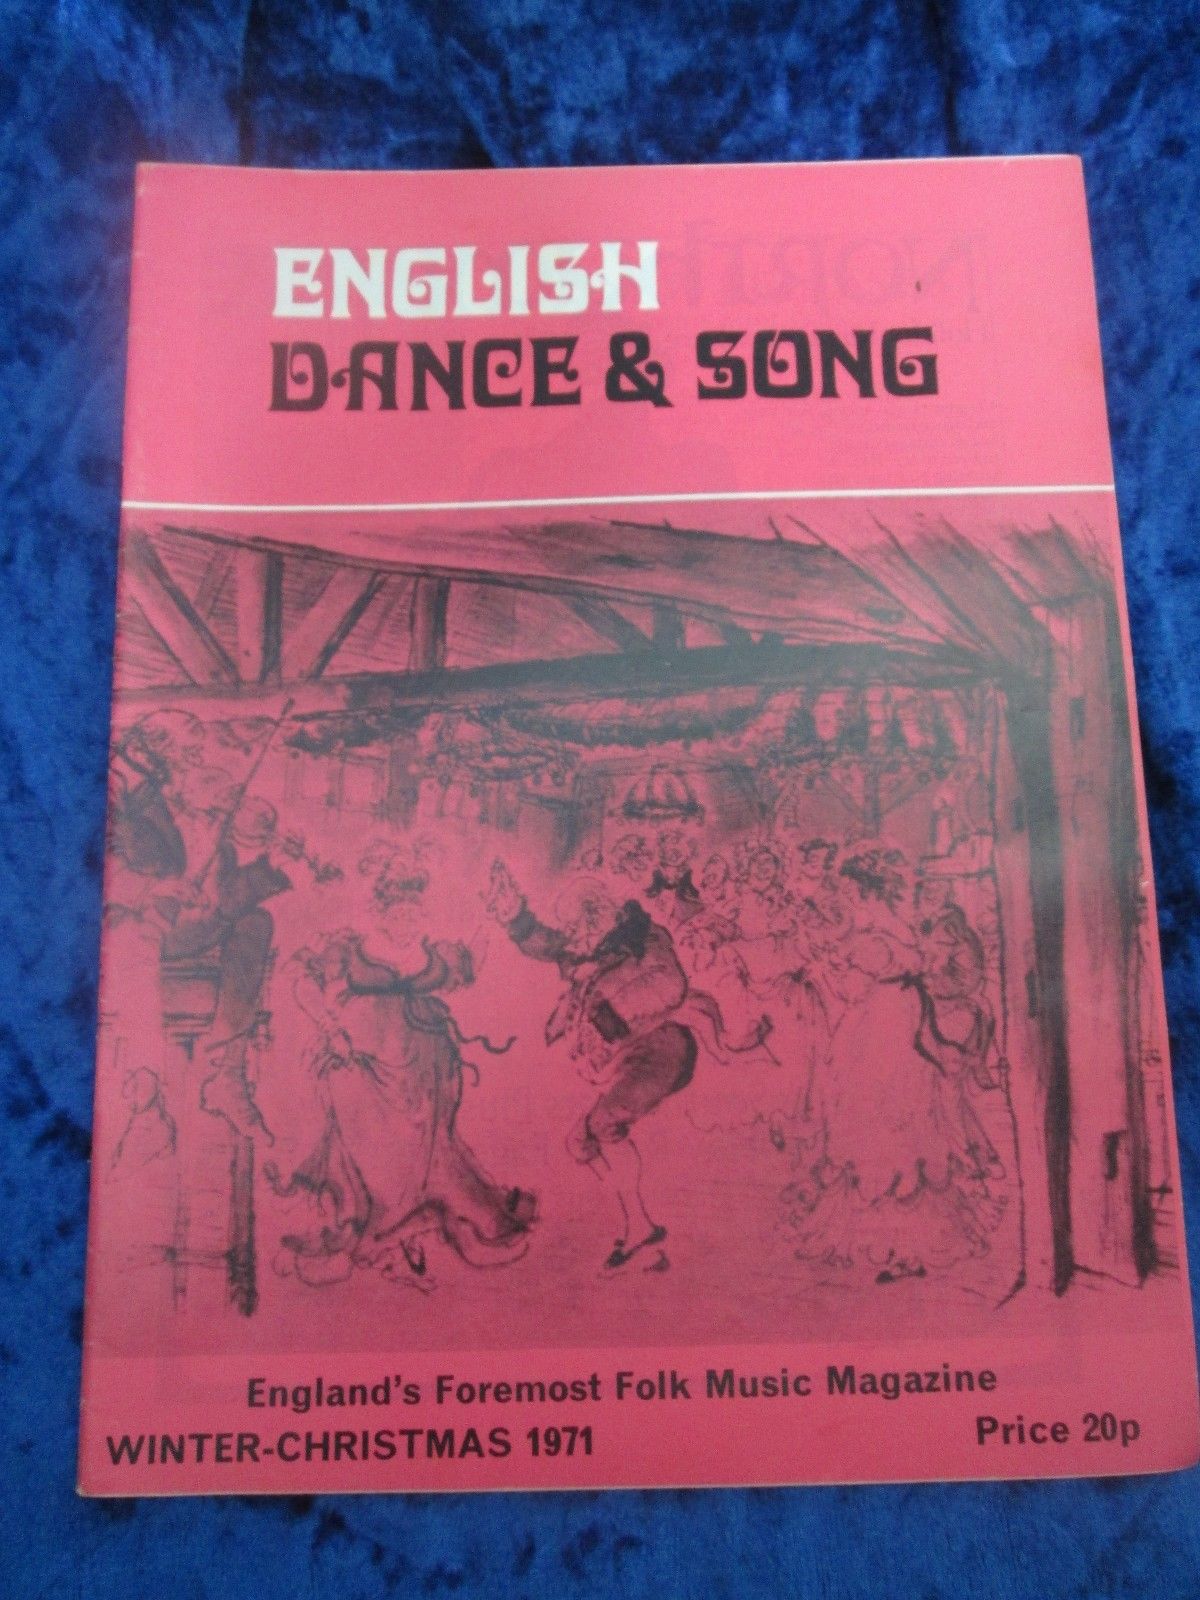 ENGLISH
DANCE & SONG
England's Foremost Folk Music Magazine
WINTER-CHRISTMAS 1971
Price 20p